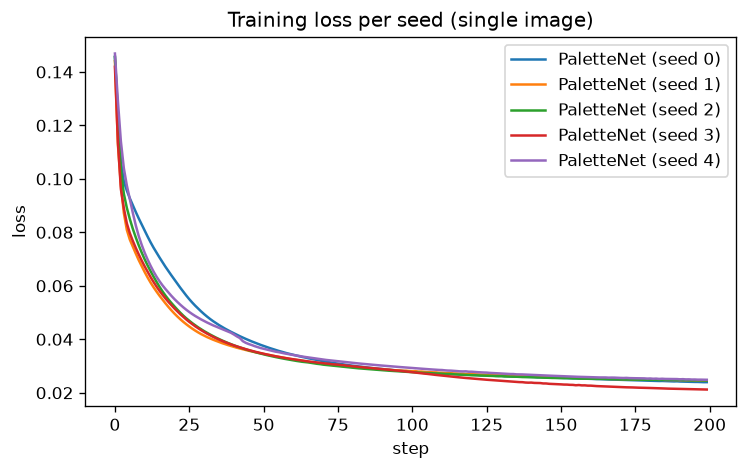 Training loss per seed (single image)
PaletteNet (seed 0)
PaletteNet (seed 1)
PaletteNet (seed 2)
PaletteNet (seed 3)
PaletteNet (seed 4)
loss
0.14
0.12
0.10
0.08
0.06
0.04
0.02
0 25 50 75 100 125 150 175 200
step